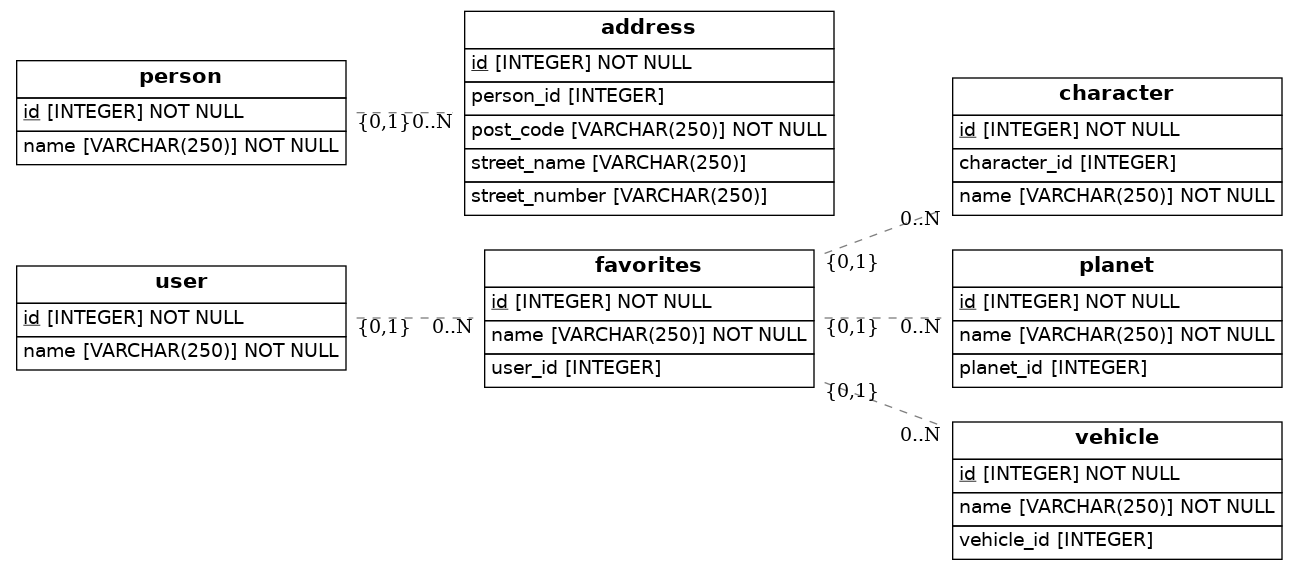 person
id [INTEGER] NOT NULL
name [VARCHAR(250)] NOT NULL
{0,1}
0..N
address
id [INTEGER] NOT NULL
person_id [INTEGER]
post_code [VARCHAR(250)] NOT NULL
street_name [VARCHAR(250)]
street_number [VARCHAR(250)]
user
id [INTEGER] NOT NULL
name [VARCHAR(250)] NOT NULL
{0,1}
0..N
favorites
id [INTEGER] NOT NULL
name [VARCHAR(250)] NOT NULL
user_id [INTEGER]
{0,1}
0..N
character
id [INTEGER] NOT NULL
character_id [INTEGER]
name [VARCHAR(250)] NOT NULL
{0,1}
0..N
planet
id [INTEGER] NOT NULL
name [VARCHAR(250)] NOT NULL
planet_id [INTEGER]
{0,1}
0..N
vehicle
id [INTEGER] NOT NULL
name [VARCHAR(250)] NOT NULL
vehicle_id [INTEGER]